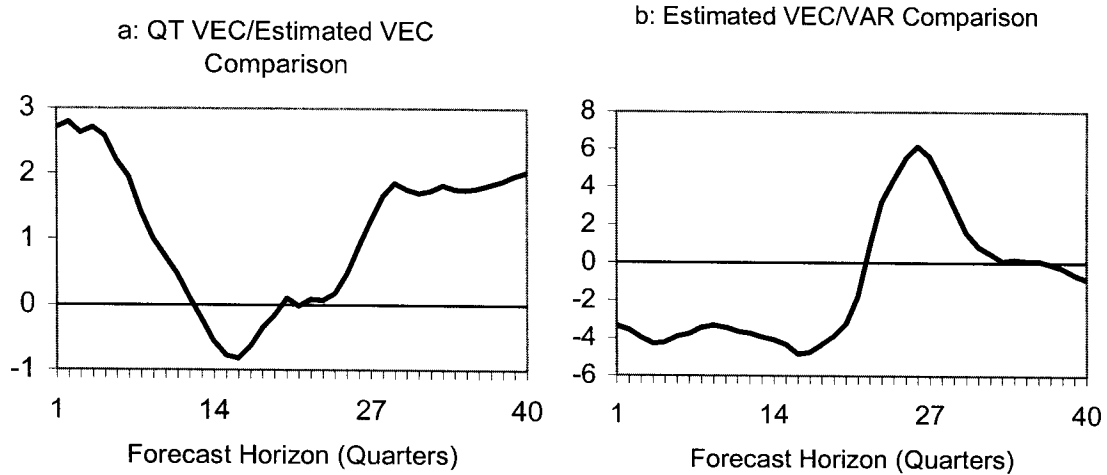 a: QT VEC/Estimated VEC
Comparison
3
2
1
0
-1
1 14 27 40
Forecast Horizon (Quarters)
b: Estimated VEC/VAR Comparison
8
6
4
2
0
-2
-4
-6
1 14 27 40
Forecast Horizon (Quarters)